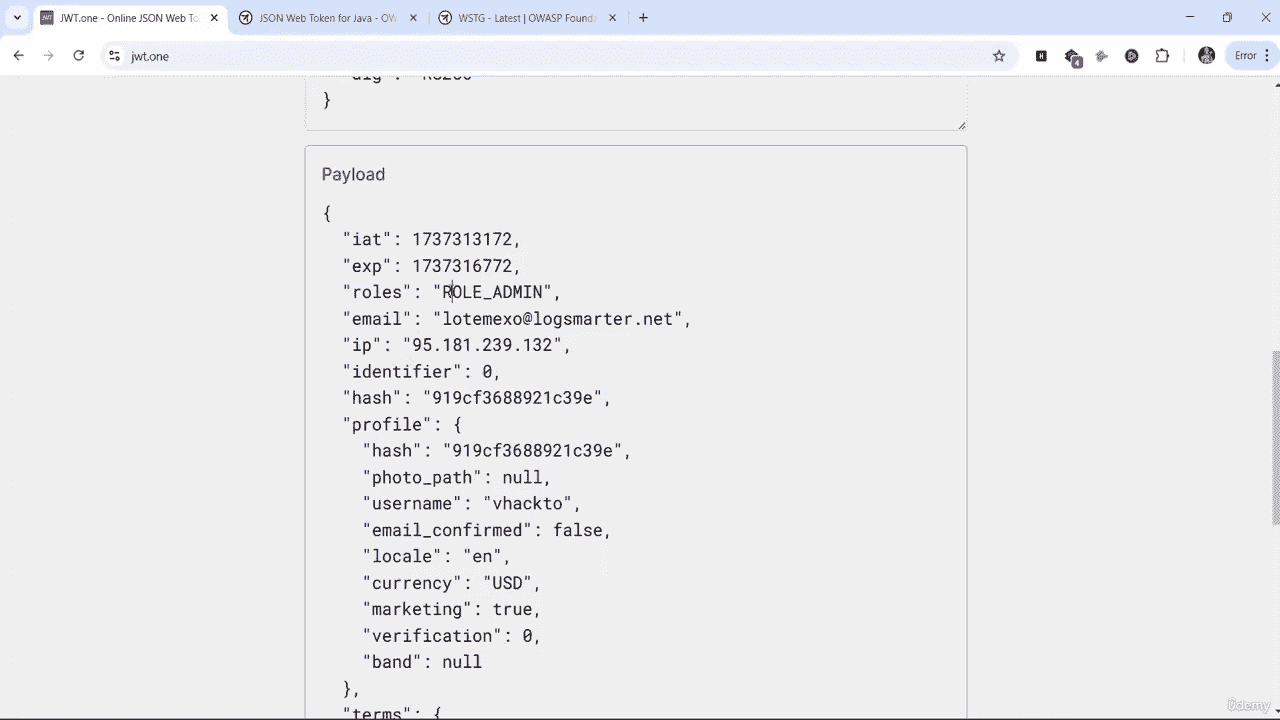 JWT.one - Online JSON Web To
JSON Web Token for Java - OW
WSTG - Latest | OWASP Founda
jwt.one
4
Error
}
Payload
{
"iat": 1737313172,
"exp": 1737316772,
"roles": "ROLE_ADMIN",
"email": "lotemexo@logsmarter.net",
"ip": "95.181.239.132",
"identifier": 0,
"hash": "919cf3688921c39e",
"profile": {
"hash": "919cf3688921c39e",
"photo_path": null,
"username": "vhackto",
"email_confirmed": false,
"locale": "en",
"currency": "USD",
"marketing": true,
"verification": 0,
"band": null
},
"terms": {
ûdemy